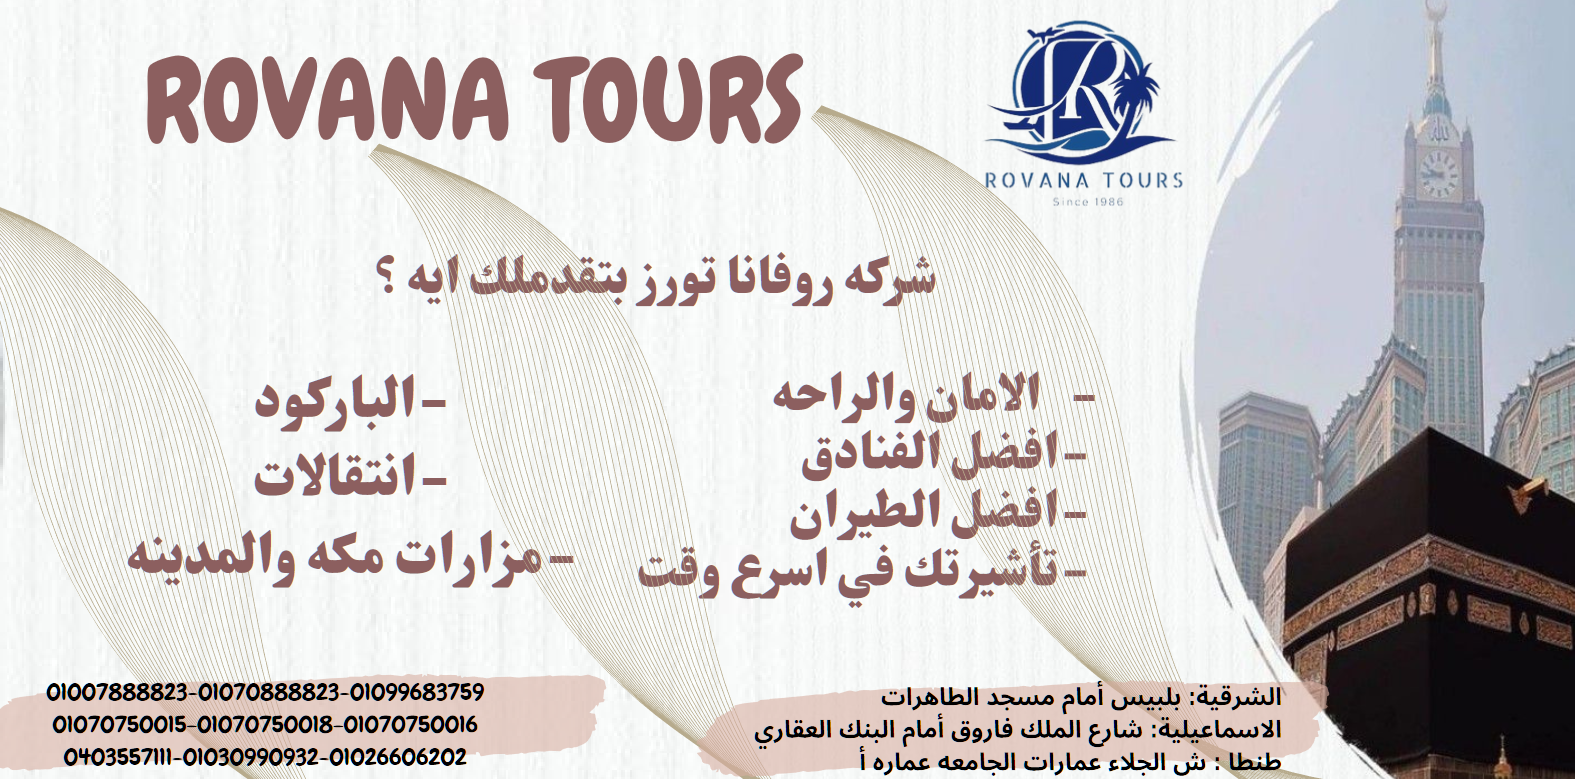 ROVANA TOURS
R
ROVANA TOURS
Since 1986
شركه روفانا تورز بتقدملك ايه ؟
- الامان والراحه
- افضل الفنادق
- افضل الطيران
- تأشيرتك في اسرع وقت
- الباركود
- انتقالات
- مزارات مكه والمدينه
الشرقية: بلبيس أمام مسجد الطاهرات
الاسماعيلية: شارع الملك فاروق أمام البنك العقاري
طنطا : ش الجلاء عمارات الجامعه عماره أ
01007888823-01070888823-01099683759
01070750015-01070750018-01070750016
0403557111-01030990932-01026606202